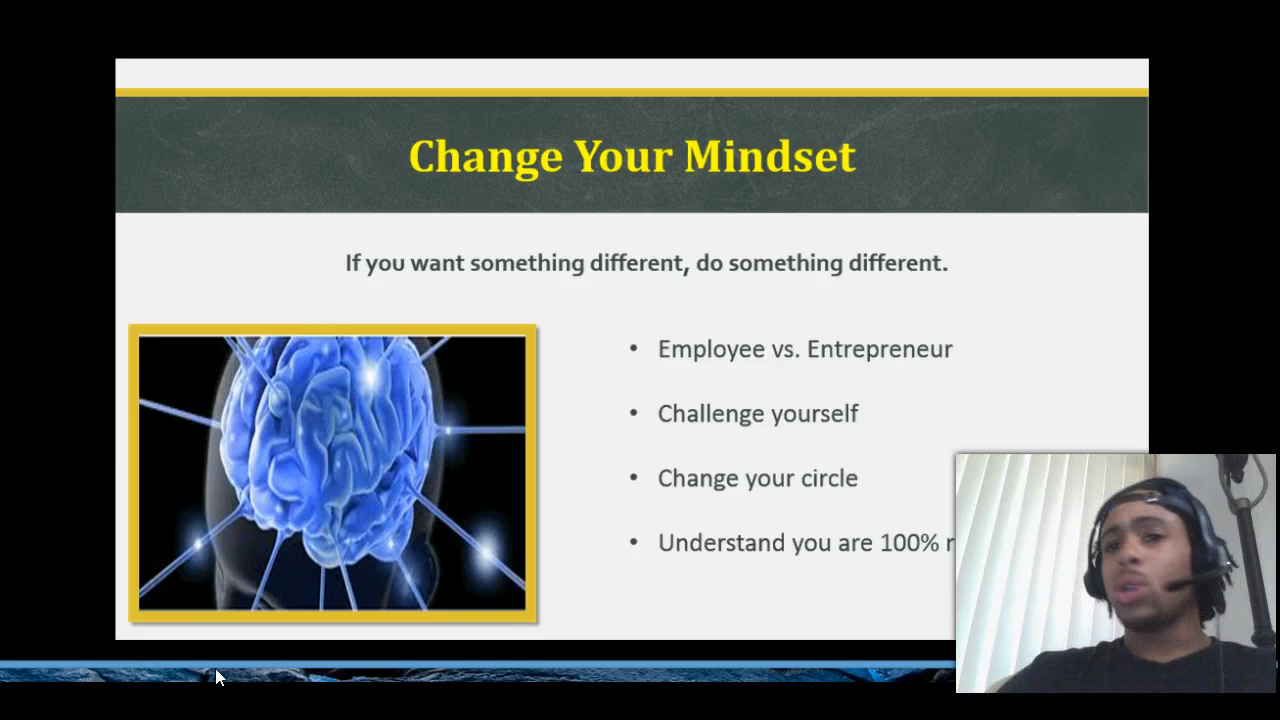 Change Your Mindset
If you want something different, do something different.
• Employee vs. Entrepreneur
• Challenge yourself
• Change your circle
• Understand you are 100%